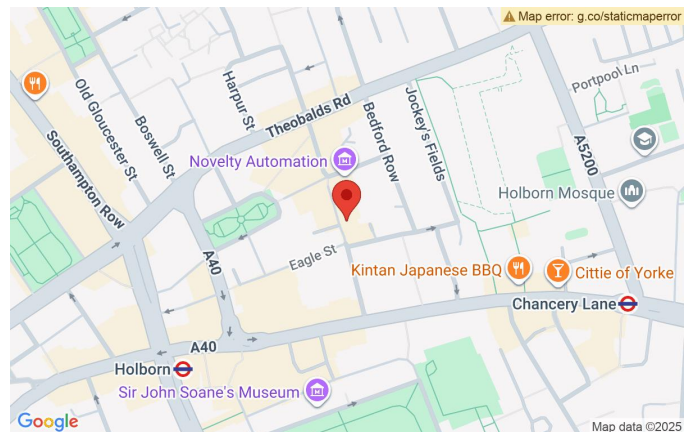 Map error: g.co/staticmaperror
Portpool Ln
Old Gloucester St
Boswell St
Harpur St
Theobalds Rd
Bedford Row
Jockey's Fields
A5200
Southampton Row
Novelty Automation
Holborn Mosque
A40
Eagle St
Kintan Japanese BBQ
Cittie of Yorke
Chancery Lane
A40
Holborn
Sir John Soane's Museum
Google
Map data ©2025